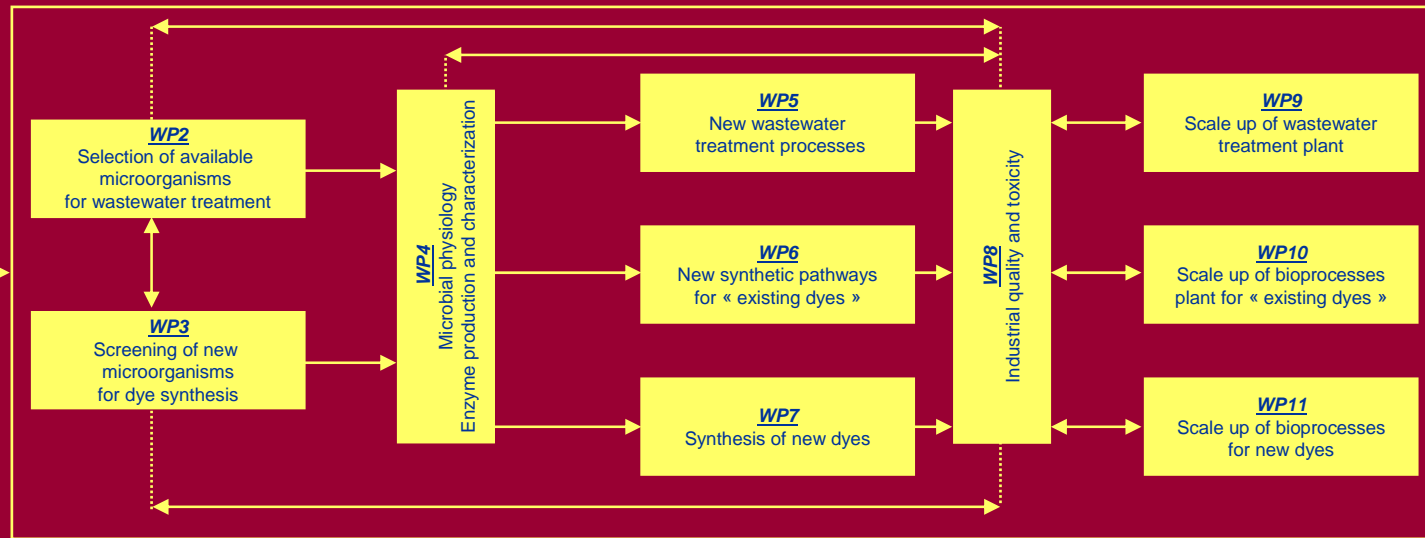 WP2
Selection of available
microorganisms
for wastewater treatment
WP3
Screening of new
microorganisms
for dye synthesis
WP4
Microbial physiology
Enzyme production and characterization
WP5
New wastewater
treatment processes
WP6
New synthetic pathways
for « existing dyes »
WP7
Synthesis of new dyes
WP8
Industrial quality and toxicity
WP9
Scale up of wastewater
treatment plant
WP10
Scale up of bioprocesses
plant for « existing dyes »
WP11
Scale up of bioprocesses
for new dyes